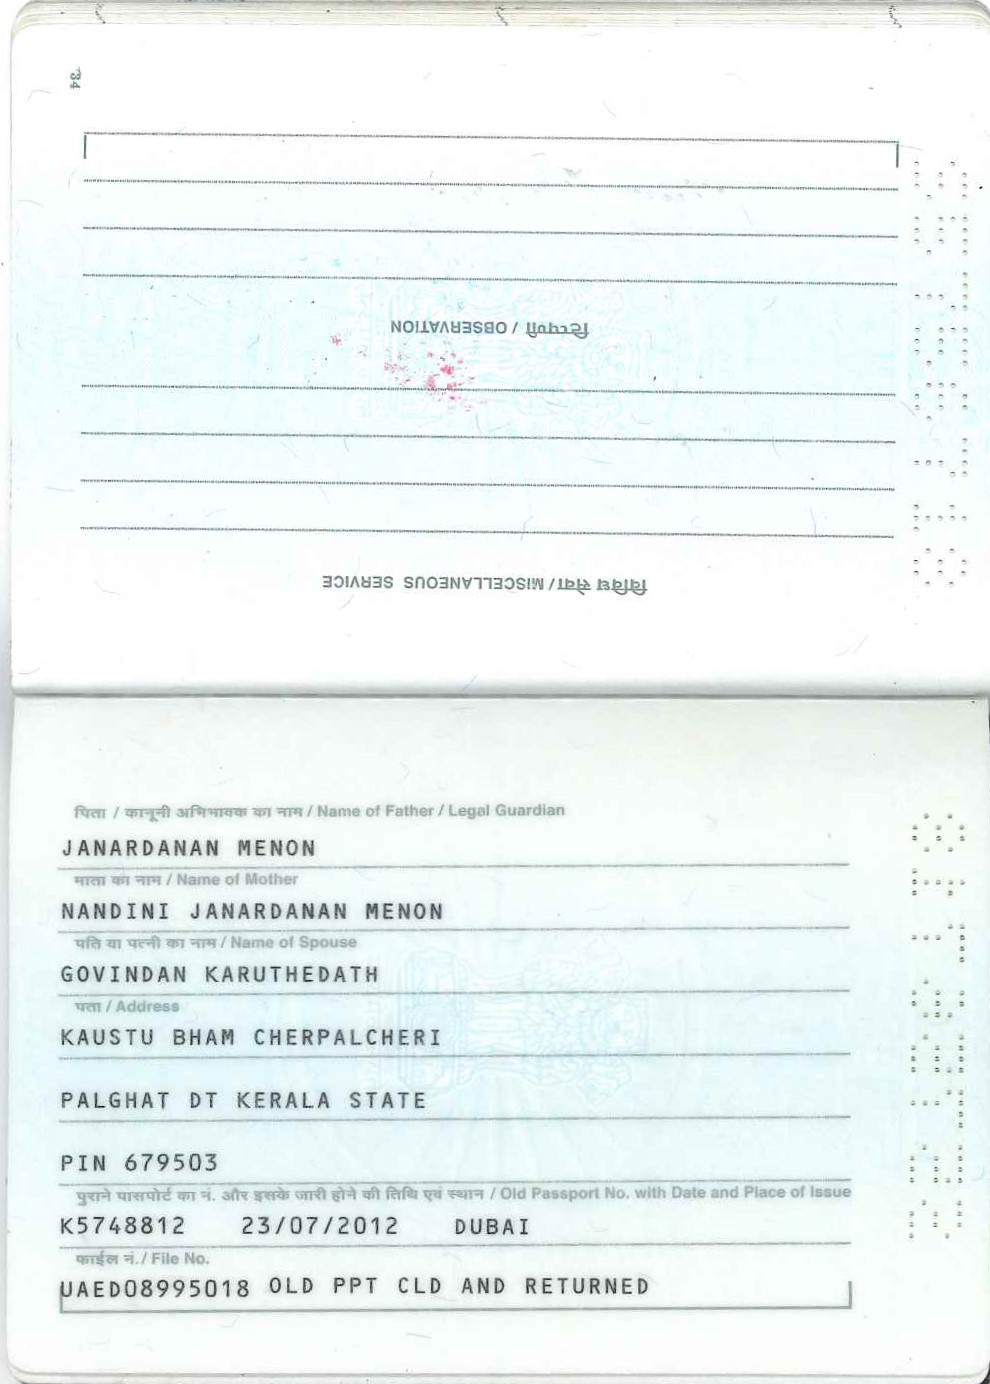 34
टिप्पणी / OBSERVATION
विविध सेवा / MISCELLANEOUS SERVICE
पिता / कानूनी अभिभावक का नाम / Name of Father / Legal Guardian
JANARDANAN MENON
माता का नाम / Name of Mother
NANDINI JANARDANAN MENON
पति या पत्नी का नाम / Name of Spouse
GOVINDAN KARUTHEDATH
पता / Address
KAUSTU BHAM CHERPALCHERI
PALGHAT DT KERALA STATE
PIN 679503
पुराने पासपोर्ट का नं. और इसके जारी होने की तिथि एवं स्थान / Old Passport No. with Date and Place of Issue
K5748812 23/07/2012 DUBAI
फाईल नं./ File No.
UAED08995018 OLD PPT CLD AND RETURNED